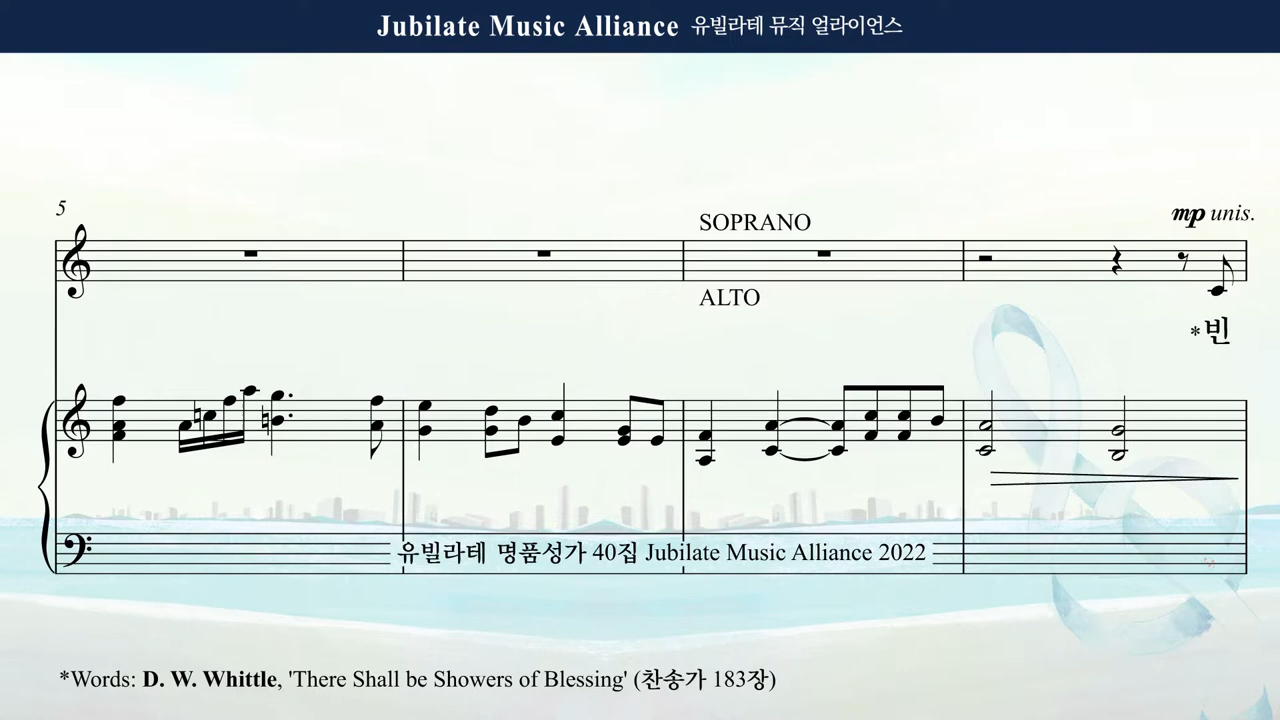 Jubilate Music Alliance 유빌라테 뮤직 얼라이언스
5
mp unis.
SOPRANO
ALTO
*빈
유빌라테 명품성가 40집 Jubilate Music Alliance 2022
*Words: D. W. Whittle, 'There Shall be Showers of Blessing' (찬송가 183장)